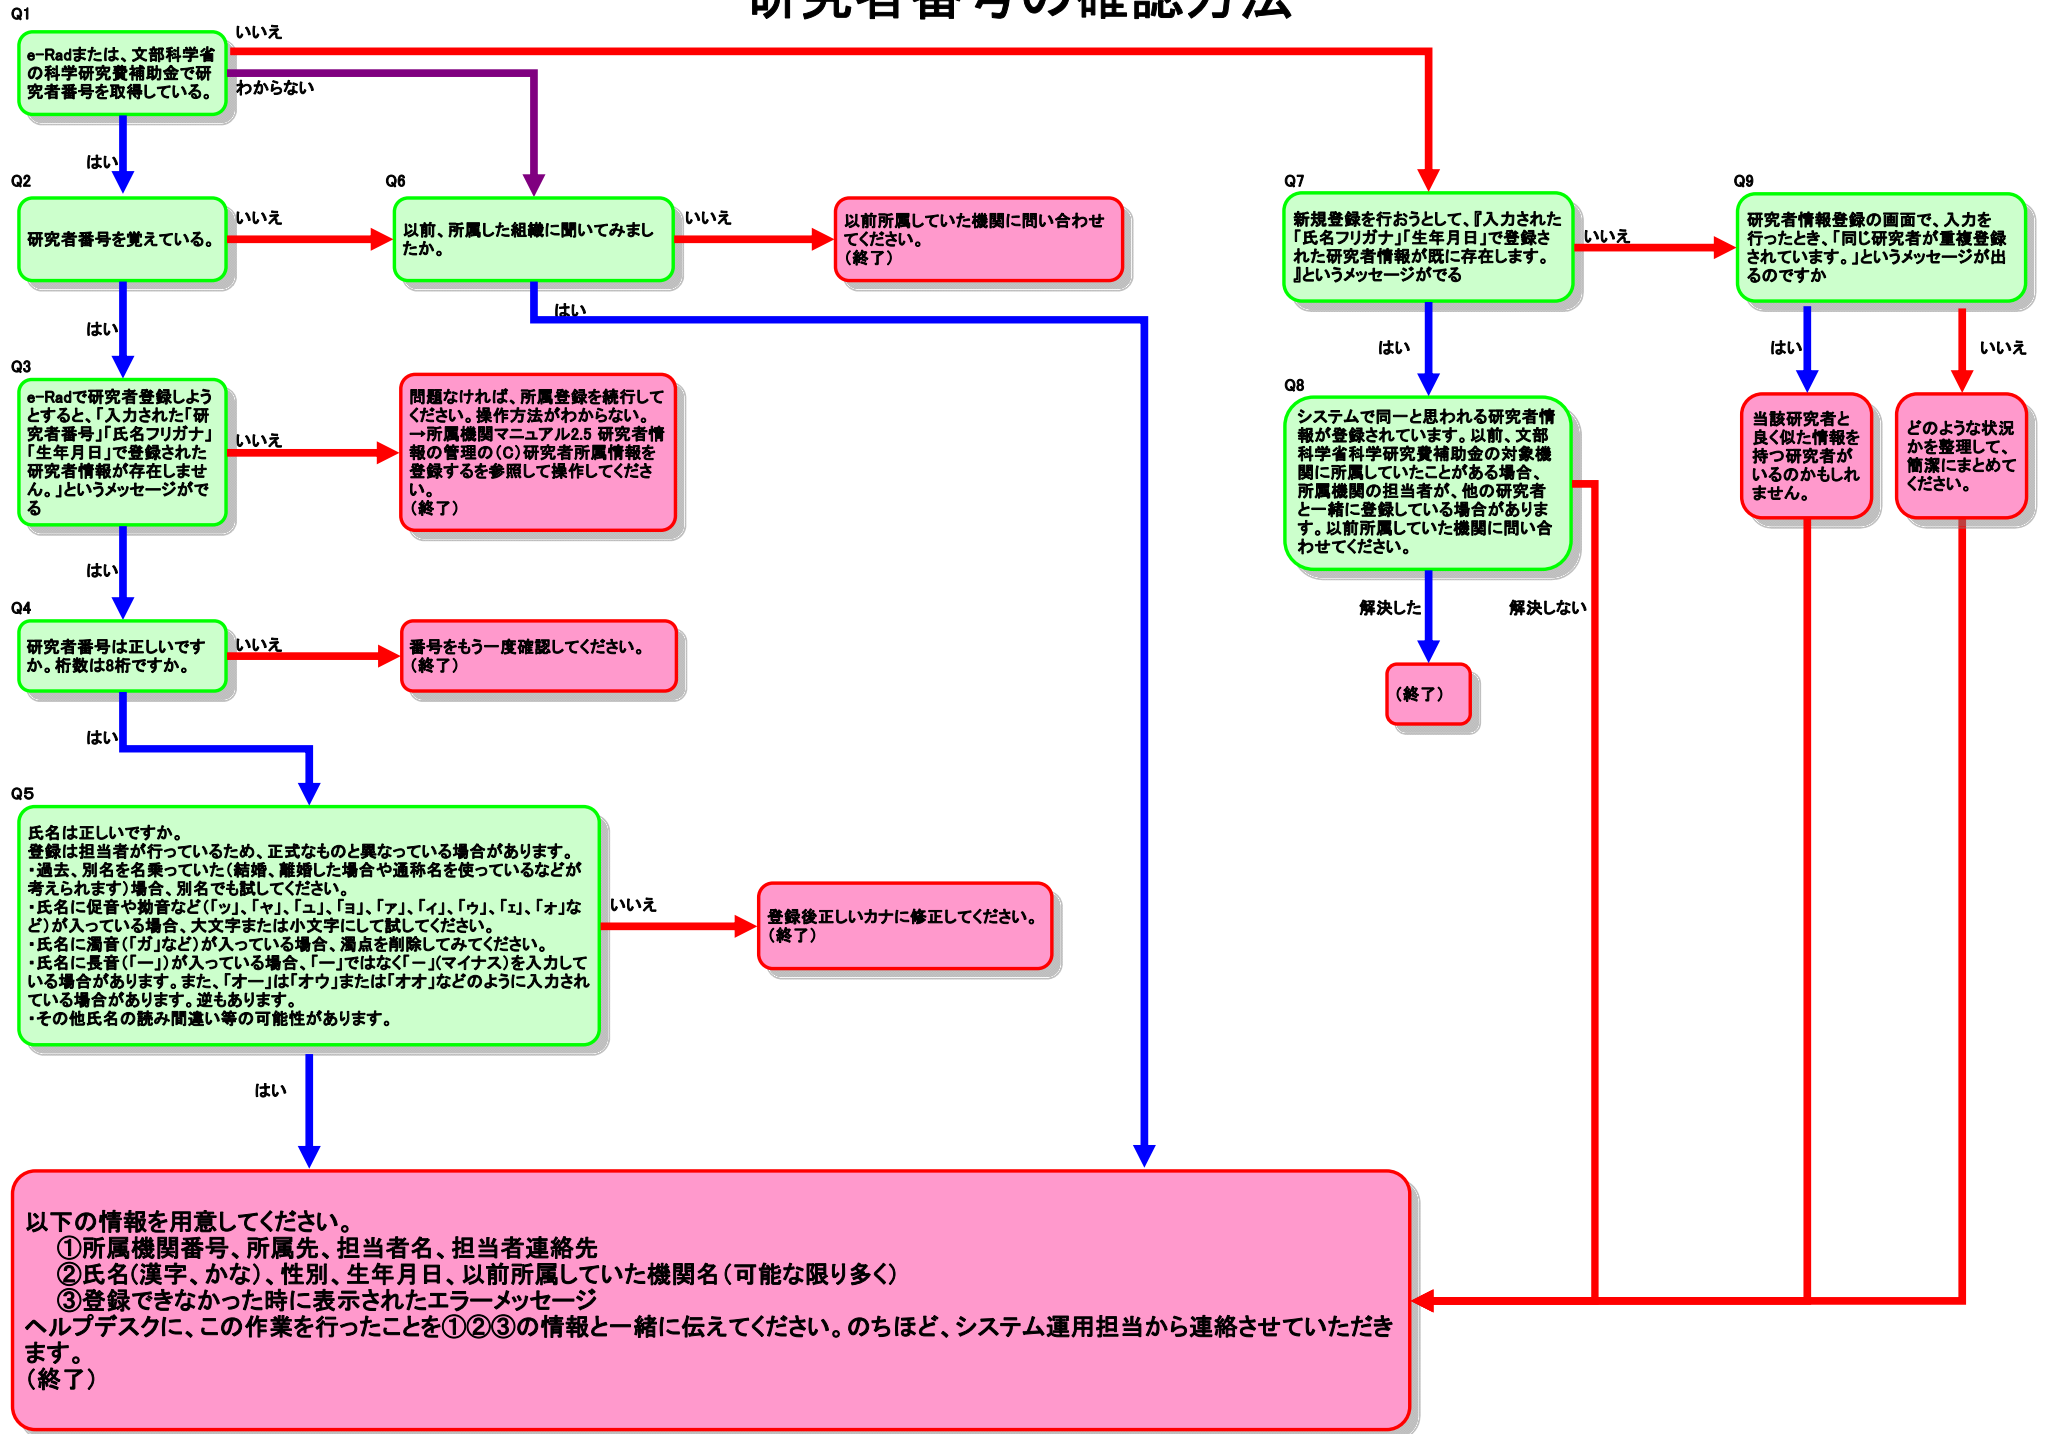 研究者番号の確認方法
Q1
e-Radまたは、文部科学省
の科学研究費補助金で研
究者番号を取得している。
いいえ
わからない
はい
Q2
研究者番号を覚えている。
いいえ
はい
Q6
以前、所属した組織に聞いてみまし
たか。
いいえ
はい
以前所属していた機関に問い合わせ
てください。
（終了）
Q3
e-Radで研究者登録しよう
とすると、「入力された「研
究者番号」「氏名フリガナ」
「生年月日」で登録された
研究者情報が存在しませ
ん。」というメッセージがで
る
いいえ
はい
問題なければ、所属登録を続行して
ください。操作方法がわからない。
→所属機関マニュアル2.5 研究者情
報の管理の（C）研究者所属情報を
登録するを参照して操作してくださ
い。
（終了）
Q4
研究者番号は正しいです
か。桁数は8桁ですか。
いいえ
はい
番号をもう一度確認してください。
（終了）
Q5
氏名は正しいですか。
登録は担当者が行っているため、正式なものと異なっている場合があります。
・過去、別名を名乗っていた（結婚、離婚した場合や通称名を使っているなどが
考えられます）場合、別名でも試してください。
・氏名に促音や拗音など（「ッ」、「ャ」、「ュ」、「ョ」、「ァ」、「ィ」、「ゥ」、「ェ」、「ォ」な
ど）が入っている場合、大文字または小文字にして試してください。
・氏名に濁音（「ガ」など）が入っている場合、濁点を削除してみてください。
・氏名に長音（「ー」）が入っている場合、「ー」ではなく「－」（マイナス）を入力して
いる場合があります。また、「オー」は「オウ」または「オオ」などのように入力され
ている場合があります。逆もあります。
・その他氏名の読み間違い等の可能性があります。
いいえ
はい
登録後正しいカナに修正してください。
（終了）
Q7
新規登録を行おうとして、『入力された
「氏名フリガナ」「生年月日」で登録さ
れた研究者情報が既に存在します。
』というメッセージがでる
いいえ
はい
Q9
研究者情報登録の画面で、入力を
行ったとき、「同じ研究者が重複登録
されています。」というメッセージが出
るのですか
はい
いいえ
Q8
システムで同一と思われる研究者情
報が登録されています。以前、文部
科学省科学研究費補助金の対象機
関に所属していたことがある場合、
所属機関の担当者が、他の研究者
と一緒に登録している場合がありま
す。以前所属していた機関に問い合
わせてください。
解決した
解決しない
（終了）
当該研究者と
良く似た情報を
持つ研究者が
いるのかもしれ
ません。
どのような状況
かを整理して、
簡潔にまとめて
ください。
以下の情報を用意してください。
①所属機関番号、所属先、担当者名、担当者連絡先
②氏名（漢字、かな）、性別、生年月日、以前所属していた機関名（可能な限り多く）
③登録できなかった時に表示されたエラーメッセージ
ヘルプデスクに、この作業を行ったことを①②③の情報と一緒に伝えてください。のちほど、システム運用担当から連絡させていただき
ます。
（終了）